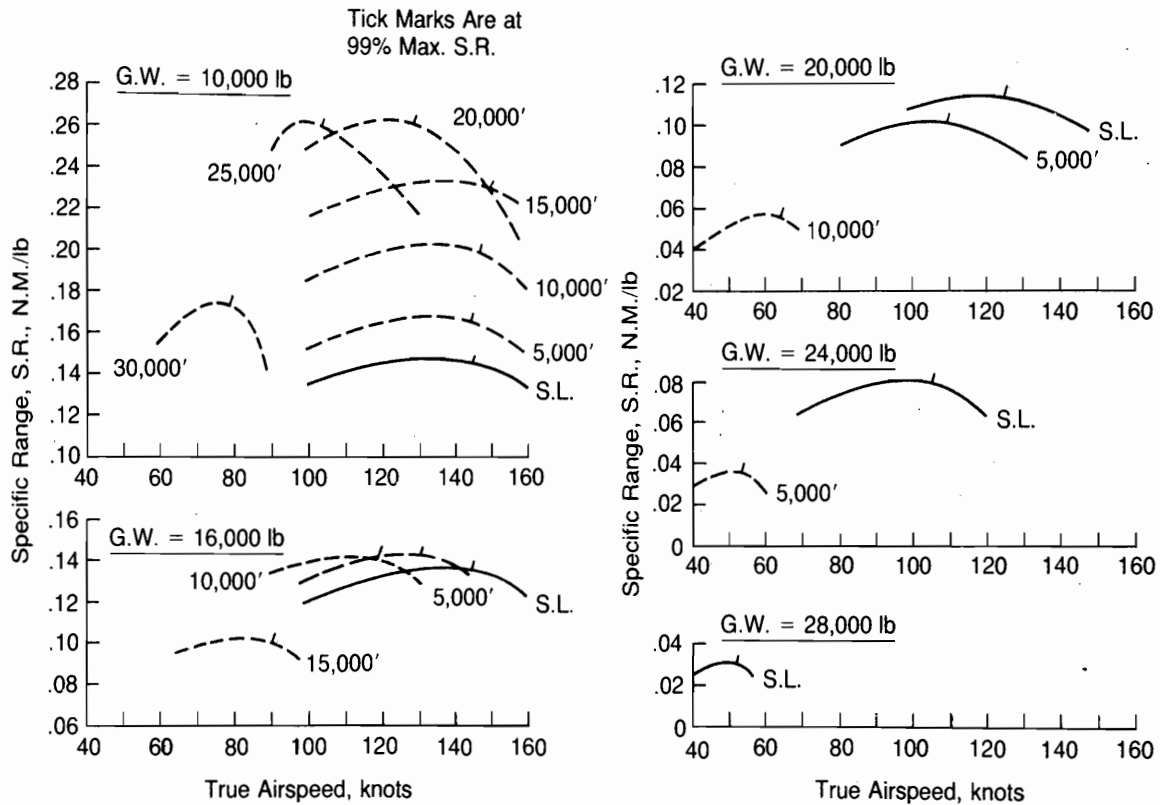 Tick Marks Are at
99% Max. S.R.
G.W. = 10,000 lb
.28
.26
.24
.22
.20
.18
.16
.14
.12
.10
25,000'
20,000'
15,000'
10,000'
30,000'
5,000'
S.L.
40 60 80 100 120 140 160
Specific Range, S.R., N.M./lb
G.W. = 16,000 lb
.16
.14
.12
.10
.08
.06
10,000'
5,000'
S.L.
15,000'
40 60 80 100 120 140 160
True Airspeed, knots
G.W. = 20,000 lb
.12
.10
.08
.06
.04
.02
S.L.
5,000'
10,000'
40 60 80 100 120 140 160
Specific Range, S.R., N.M./lb
G.W. = 24,000 lb
.08
.06
.04
.02
0
S.L.
5,000'
40 60 80 100 120 140 160
G.W. = 28,000 lb
.04
.02
0
S.L.
40 60 80 100 120 140 160
True Airspeed, knots